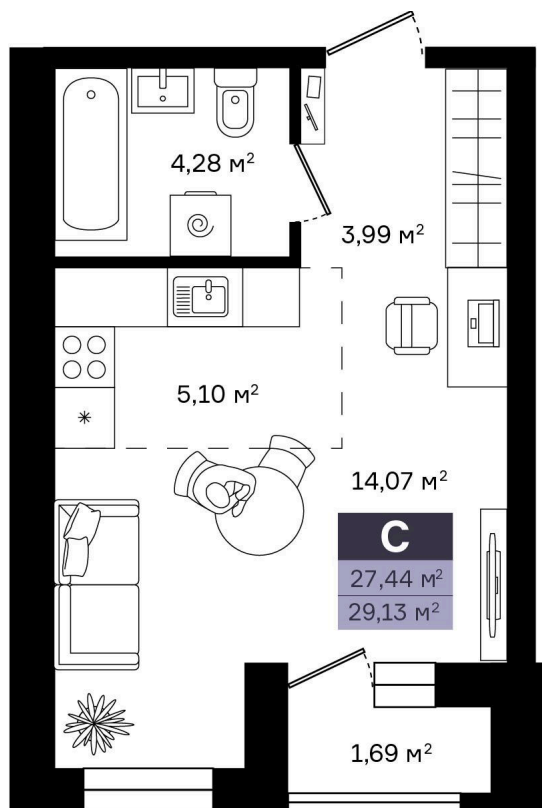 4,28 м²
3,99 м²
5,10 м²
14,07 м²
С
27,44 м²
29,13 м²
1,69 м²